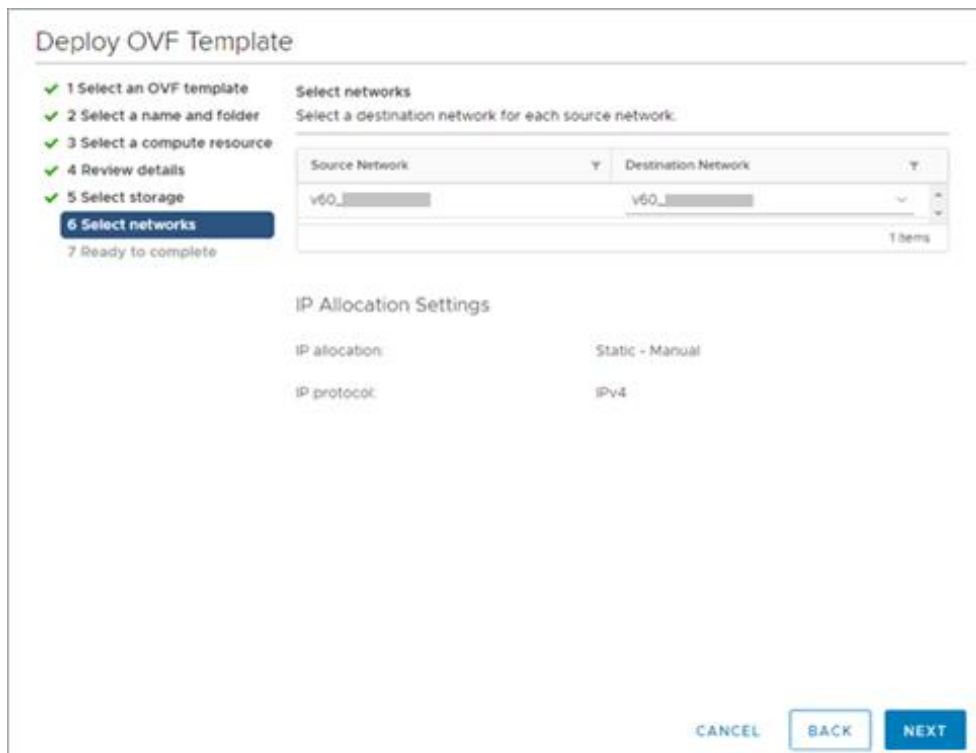 Deploy OVF Template
1 Select an OVF template
2 Select a name and folder
3 Select a compute resource
4 Review details
5 Select storage
6 Select networks
7 Ready to complete
Select networks
Select a destination network for each source network.
Source Network Destination Network
v60_ v60_
1 items
IP Allocation Settings
IP allocation: Static - Manual
IP protocol: IPv4
CANCEL BACK NEXT